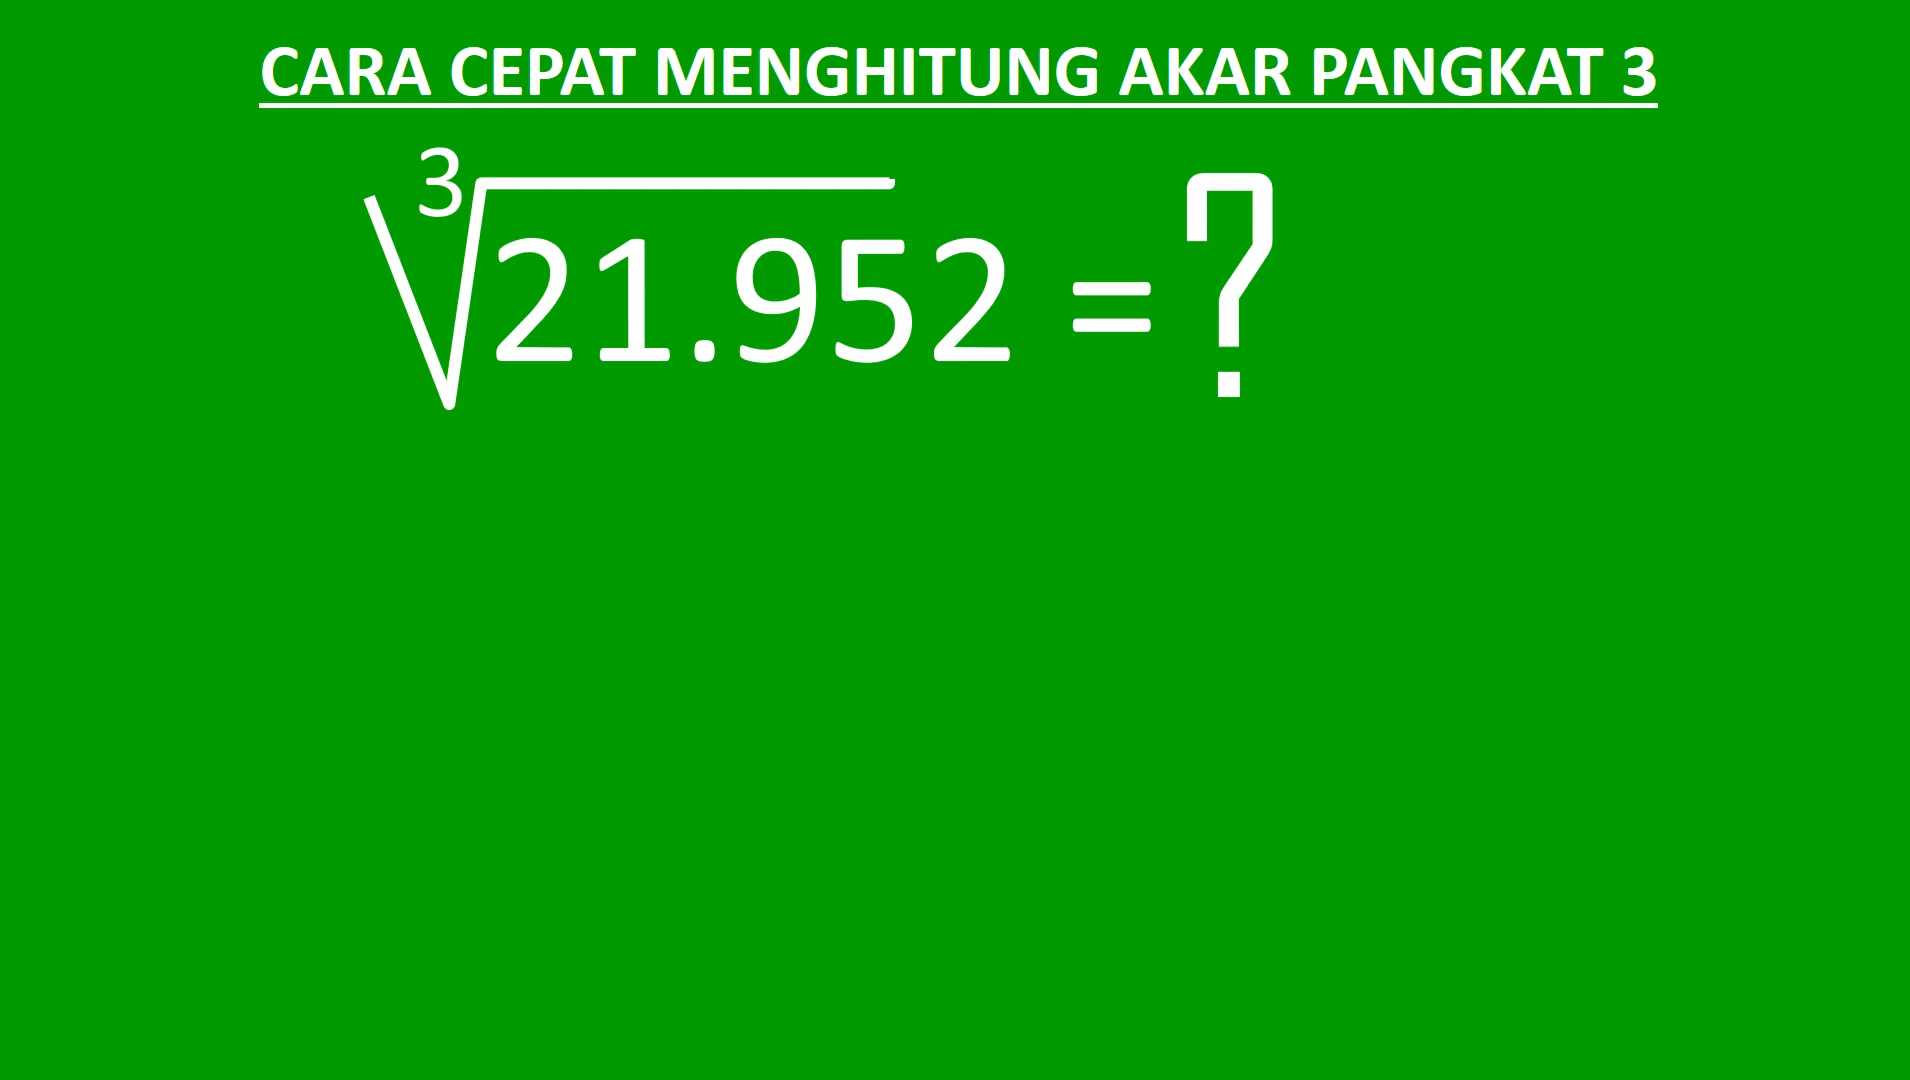 CARA CEPAT MENGHITUNG AKAR PANGKAT 3
∛21.952 = ?